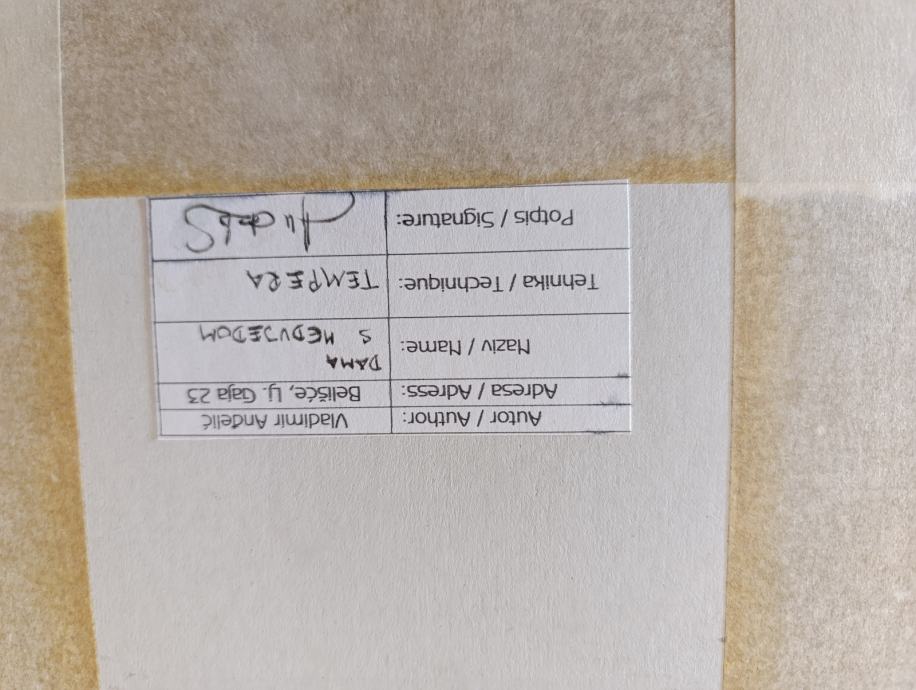 Autor / Author: Vladimir Anđelić
Adresa / Adress: Belišće, Lj. Gaja 23
Naziv / Name: DAMA
S MEDVJEDOM
Tehnika / Technique: TEMPERA
Potpis / Signature: